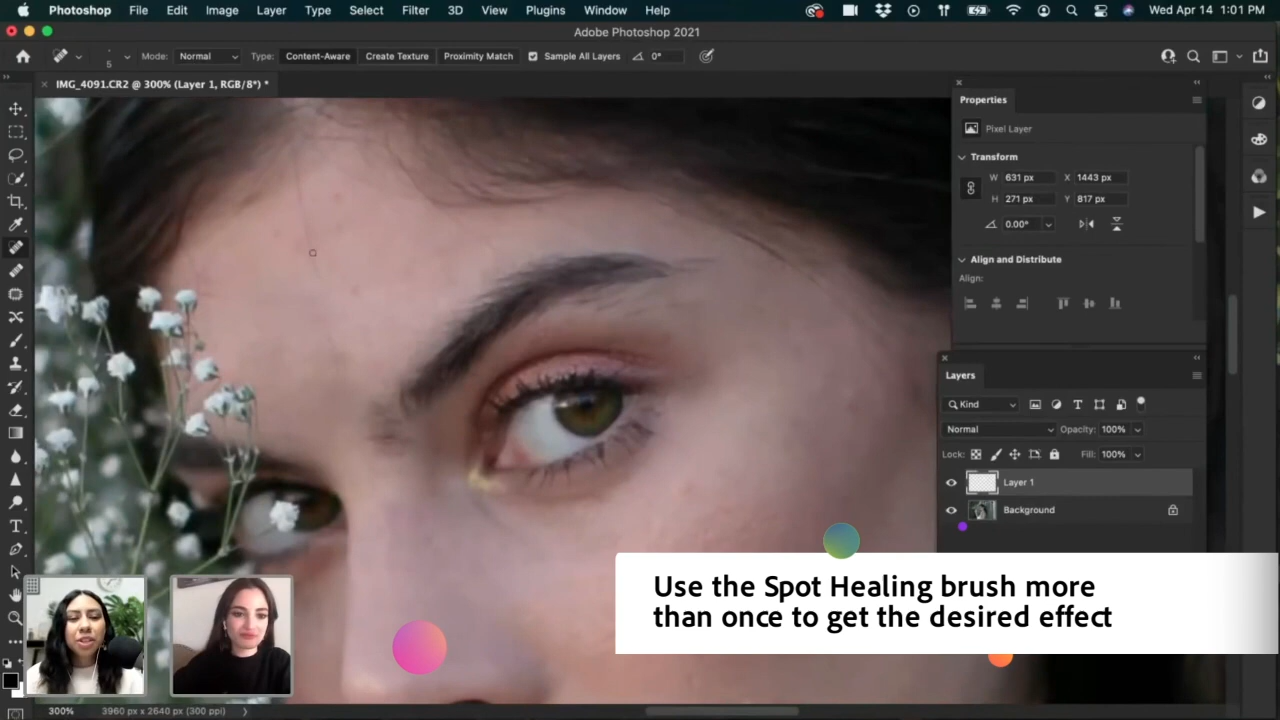 Photoshop File Edit Image Layer Type Select Filter 3D View Plugins Window Help Wed Apr 14 1:01 PM
Adobe Photoshop 2021
5 Mode: Normal Type: Content-Aware Create Texture Proximity Match Sample All Layers 0°
IMG_4091.CR2 @ 300% (Layer 1, RGB/8*) *
Properties
Pixel Layer
Transform
W 631 px X 1443 px
H 271 px Y 817 px
0.00°
Align and Distribute
Align:
Layers
Kind
Normal Opacity: 100%
Lock: Fill: 100%
Layer 1
Background
Use the Spot Healing brush more
than once to get the desired effect
300% 3960 px x 2640 px (300 ppi)